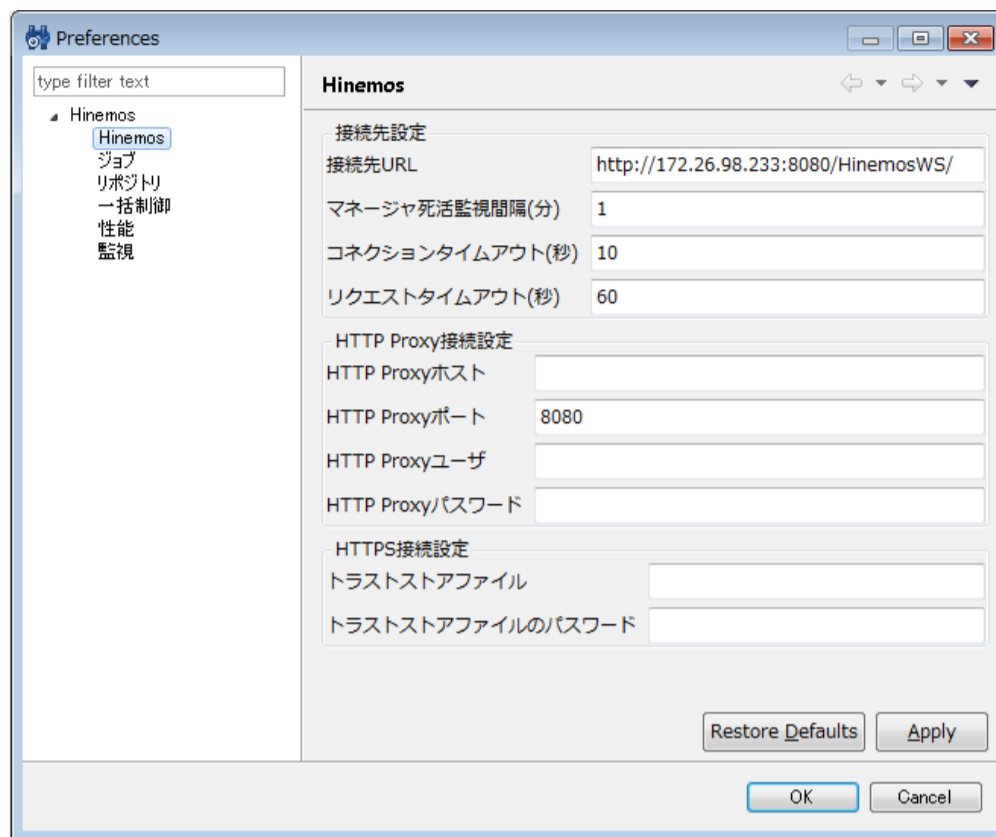 Preferences
type filter text
Hinemos
Hinemos
ジョブ
リポジトリ
一括制御
性能
監視
Hinemos
接続先設定
接続先URL http://172.26.98.233:8080/HinemosWS/
マネージャ死活監視間隔(分) 1
コネクションタイムアウト(秒) 10
リクエストタイムアウト(秒) 60
HTTP Proxy接続設定
HTTP Proxyホスト
HTTP Proxyポート 8080
HTTP Proxyユーザ
HTTP Proxyパスワード
HTTPS接続設定
トラストストアファイル
トラストストアファイルのパスワード
Restore Defaults Apply
OK Cancel